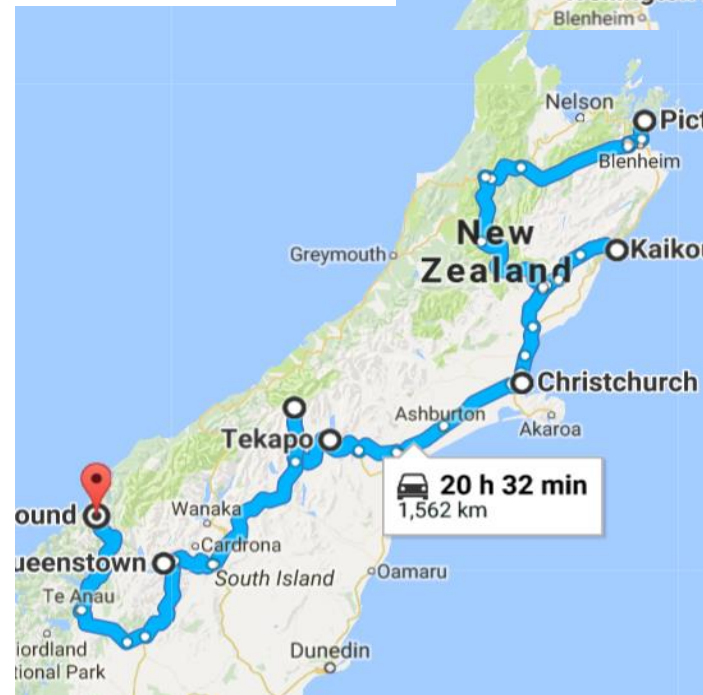 Blenheim
Nelson
Pict
Blenheim
New
Zealand
Greymouth
Kaikou
Christchurch
Ashburton
Akaroa
Tekapo
20 h 32 min
1,562 km
ound
Wanaka
Cardrona
ueenstown
South Island
Oamaru
Te Anau
iordland
tional Park
Dunedin